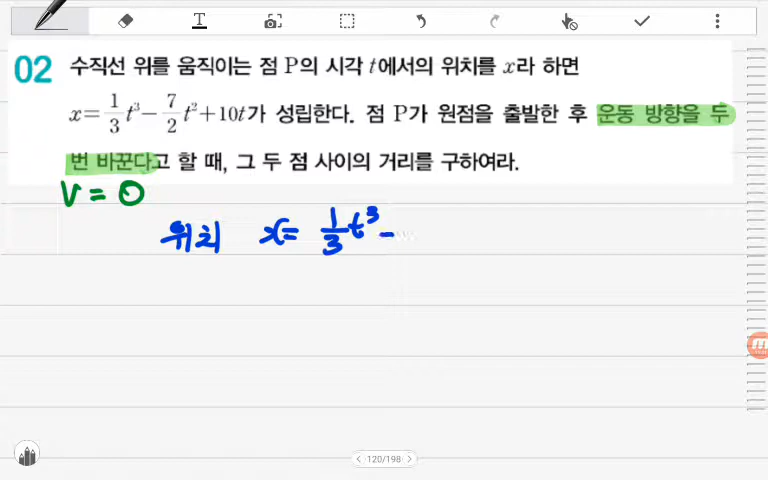 T
02 수직선 위를 움직이는 점 P의 시각 t에서의 위치를 x라 하면
x=1/3t³−7/2t²+10t가 성립한다. 점 P가 원점을 출발한 후 운동 방향을 두
번 바꾼다고 할 때, 그 두 점 사이의 거리를 구하여라.
V = 0
위치 x= 1/3 t³ −
< 120/198 >